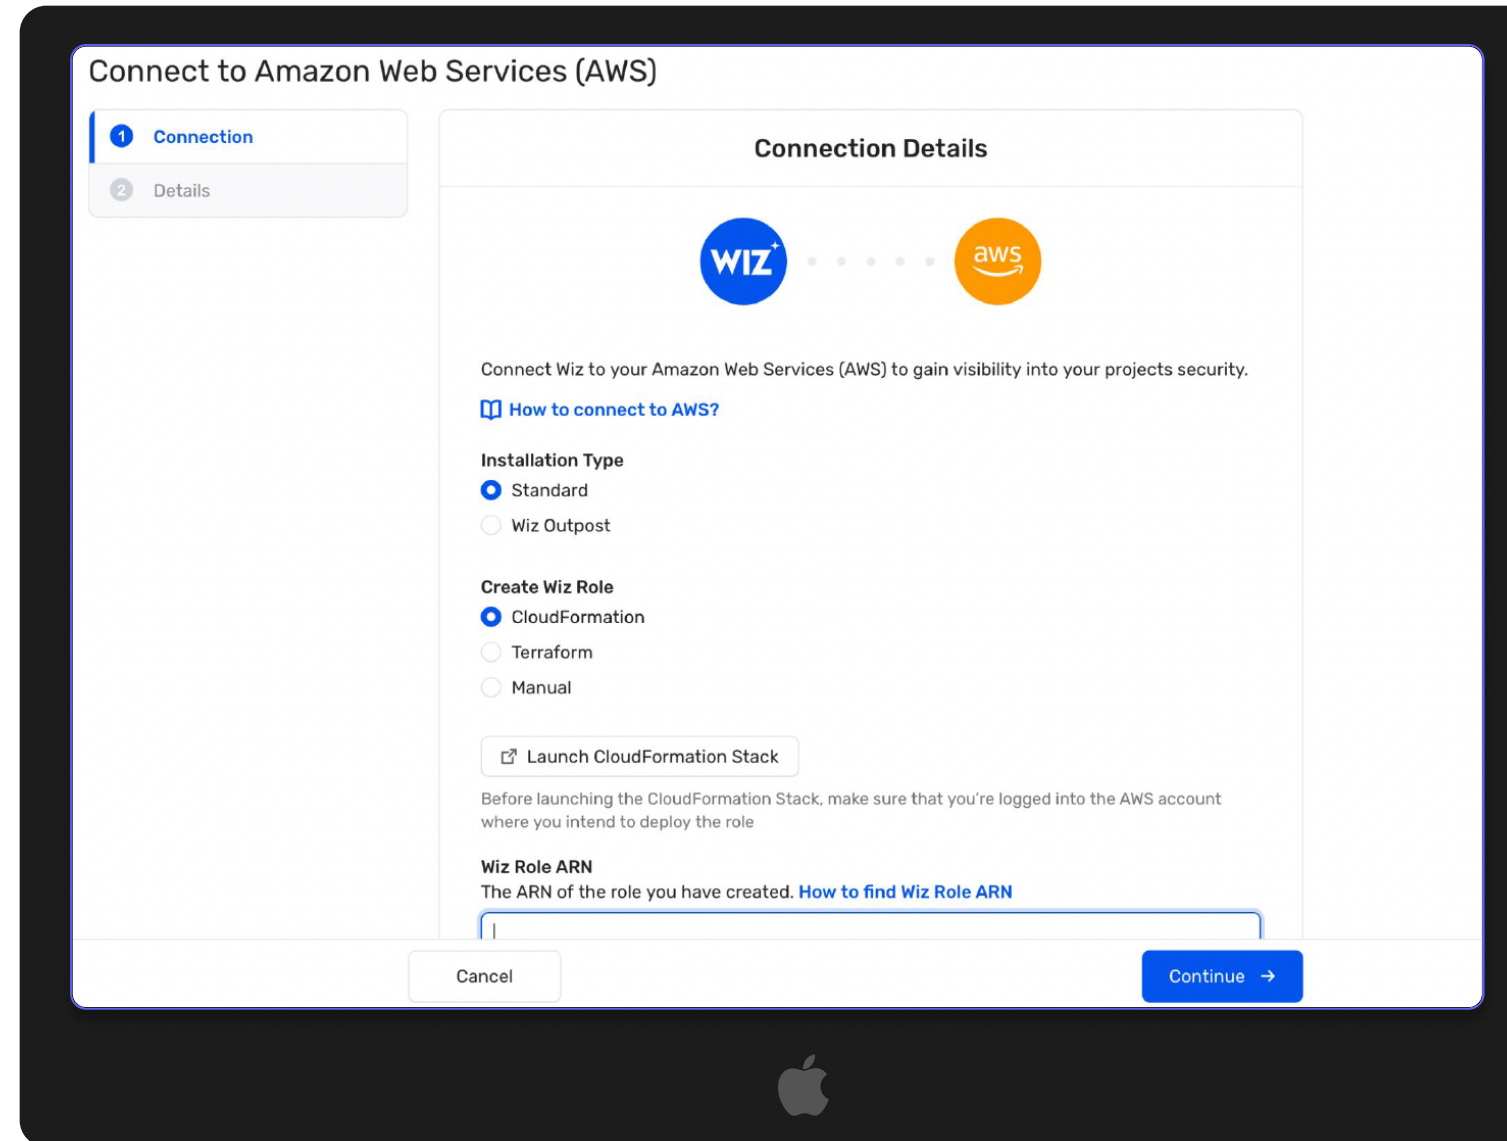 Connect to Amazon Web Services (AWS)
1 Connection
2 Details
Connection Details
WIZ
aws
Connect Wiz to your Amazon Web Services (AWS) to gain visibility into your projects security.
How to connect to AWS?
Installation Type
Standard
Wiz Outpost
Create Wiz Role
CloudFormation
Terraform
Manual
Launch CloudFormation Stack
Before launching the CloudFormation Stack, make sure that you're logged into the AWS account
where you intend to deploy the role
Wiz Role ARN
The ARN of the role you have created. How to find Wiz Role ARN
Cancel
Continue →